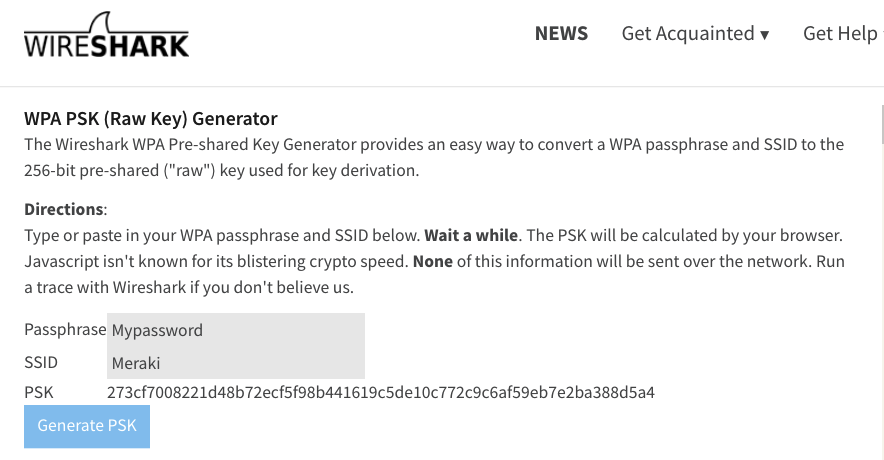 WIRESHARK
NEWS Get Acquainted ▾ Get Help
WPA PSK (Raw Key) Generator
The Wireshark WPA Pre-shared Key Generator provides an easy way to convert a WPA passphrase and SSID to the
256-bit pre-shared ("raw") key used for key derivation.
Directions:
Type or paste in your WPA passphrase and SSID below. Wait a while. The PSK will be calculated by your browser.
Javascript isn't known for its blistering crypto speed. None of this information will be sent over the network. Run
a trace with Wireshark if you don't believe us.
Passphrase Mypassword
SSID Meraki
PSK 273cf7008221d48b72ecf5f98b441619c5de10c772c9c6af59eb7e2ba388d5a4
Generate PSK